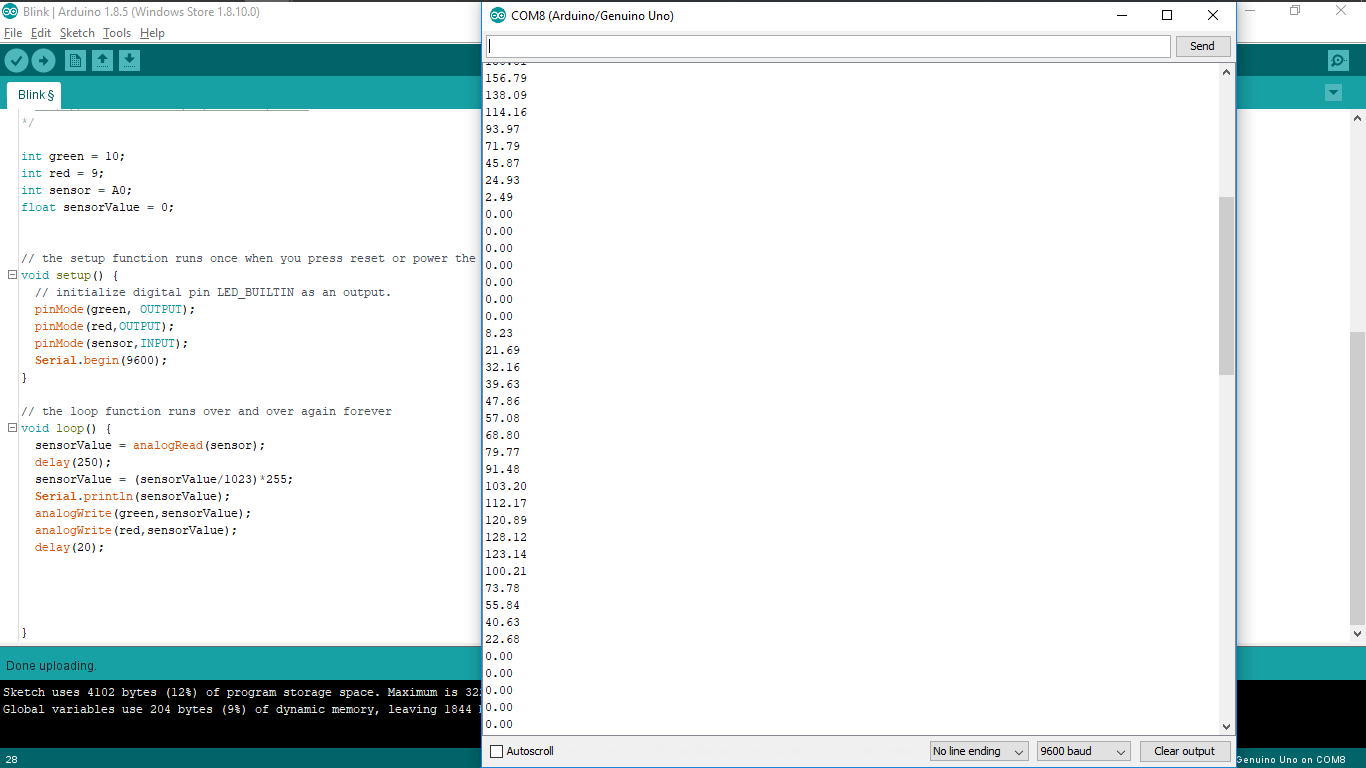 Blink | Arduino 1.8.5 (Windows Store 1.8.10.0)
File Edit Sketch Tools Help
Blink §
*/
int green = 10;
int red = 9;
int sensor = A0;
float sensorValue = 0;
// the setup function runs once when you press reset or power the
void setup() {
// initialize digital pin LED_BUILTIN as an output.
pinMode(green, OUTPUT);
pinMode(red,OUTPUT);
pinMode(sensor,INPUT);
Serial.begin(9600);
}
// the loop function runs over and over again forever
void loop() {
sensorValue = analogRead(sensor);
delay(250);
sensorValue = (sensorValue/1023)*255;
Serial.println(sensorValue);
analogWrite(green,sensorValue);
analogWrite(red,sensorValue);
delay(20);
}
Done uploading.
Sketch uses 4102 bytes (12%) of program storage space. Maximum is
Global variables use 204 bytes (9%) of dynamic memory, leaving 1844
28
COM8 (Arduino/Genuino Uno)
Send
156.79
138.09
114.16
93.97
71.79
45.87
24.93
2.49
0.00
0.00
0.00
0.00
0.00
0.00
0.00
8.23
21.69
32.16
39.63
47.86
57.08
68.80
79.77
91.48
103.20
112.17
120.89
128.12
123.14
100.21
73.78
55.84
40.63
22.68
0.00
0.00
0.00
0.00
0.00
Autoscroll
No line ending
9600 baud
Clear output
Genuino Uno on COM8